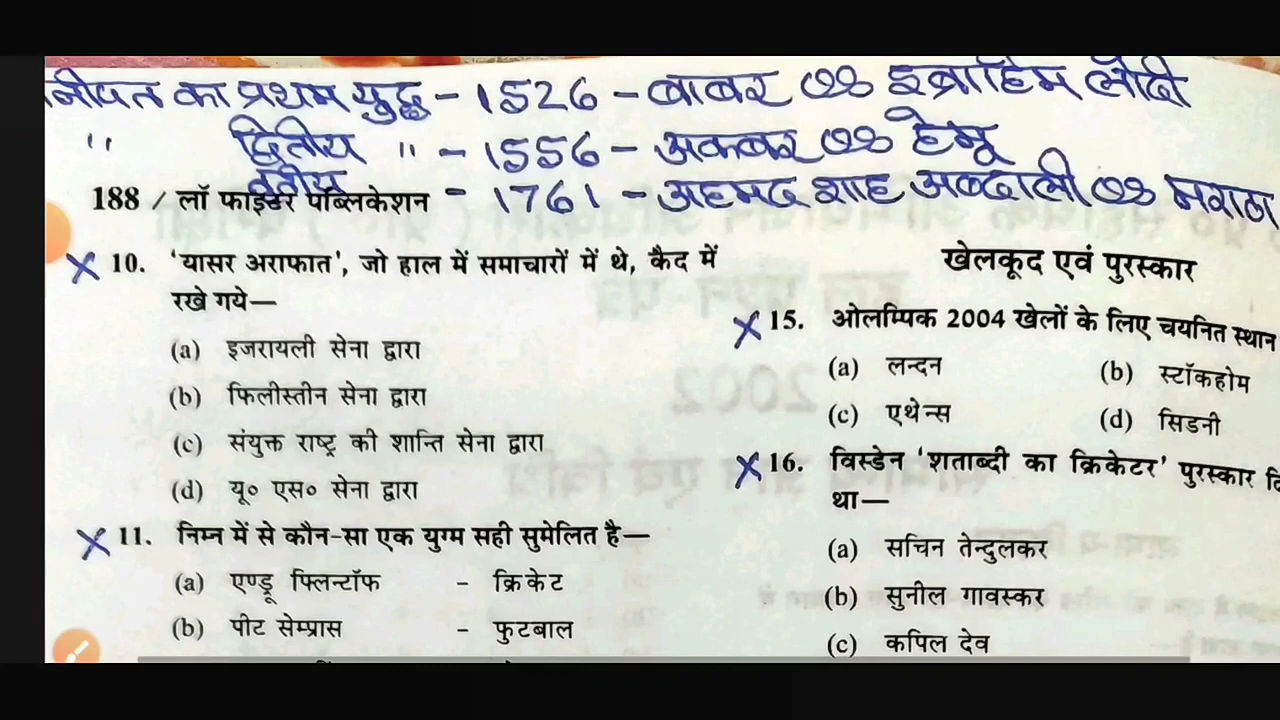 नीपत का प्रथम युद्ध - 1526 - बाबर VS इब्राहिम लोदी
" द्वितीय " - 1556 - अकबर VS हेमू
तृतीय - 1761 - अहमद शाह अब्दाली VS मराठा
188 / लॉ फाइटर पब्लिकेशन
X 10. 'यासर अराफात', जो हाल में समाचारों में थे, कैद में
रखे गये—
(a) इजरायली सेना द्वारा
(b) फिलीस्तीन सेना द्वारा
(c) संयुक्त राष्ट्र की शान्ति सेना द्वारा
(d) यू० एस० सेना द्वारा
X 11. निम्न में से कौन-सा एक युग्म सही सुमेलित है—
(a) एण्ड्रू फ्लिन्टॉफ - क्रिकेट
(b) पीट सेम्प्रास - फुटबाल
खेलकूद एवं पुरस्कार
X 15. ओलम्पिक 2004 खेलों के लिए चयनित स्थान
(a) लन्दन (b) स्टॉकहोम
(c) एथेन्स (d) सिडनी
X 16. विस्डेन 'शताब्दी का क्रिकेटर' पुरस्कार
था—
(a) सचिन तेन्दुलकर
(b) सुनील गावस्कर
(c) कपिल देव